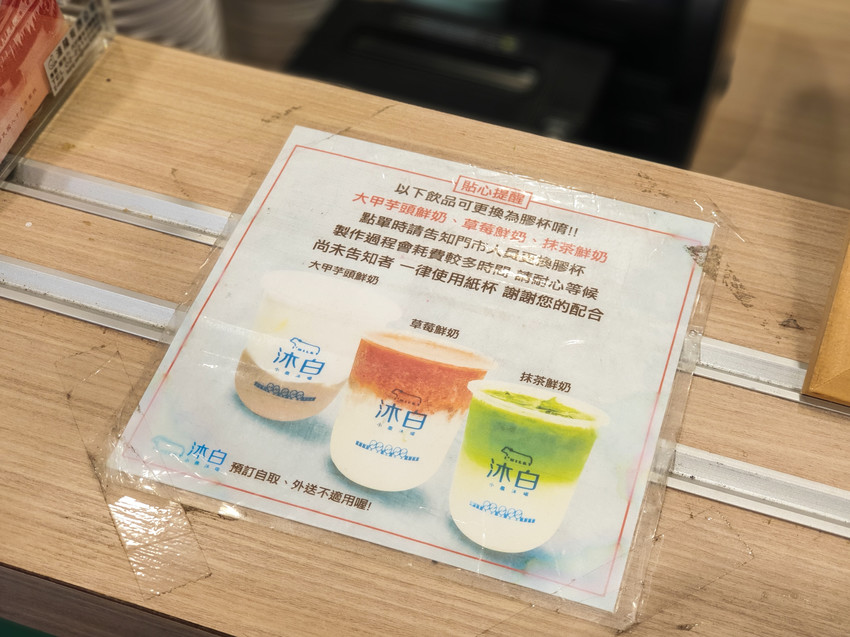 貼心提醒
以下飲品可更換為膠杯唷!!
大甲芋頭鮮奶、草莓鮮奶、抹茶鮮奶
點單時請告知門市人員更換膠杯
製作過程會耗費較多時間 請耐心等候
尚未告知者 一律使用紙杯 謝謝您的配合
大甲芋頭鮮奶
草莓鮮奶
抹茶鮮奶
MILK
沐白
MILK
沐白
MILK
沐白
沐白
預訂自取、外送不適用喔!